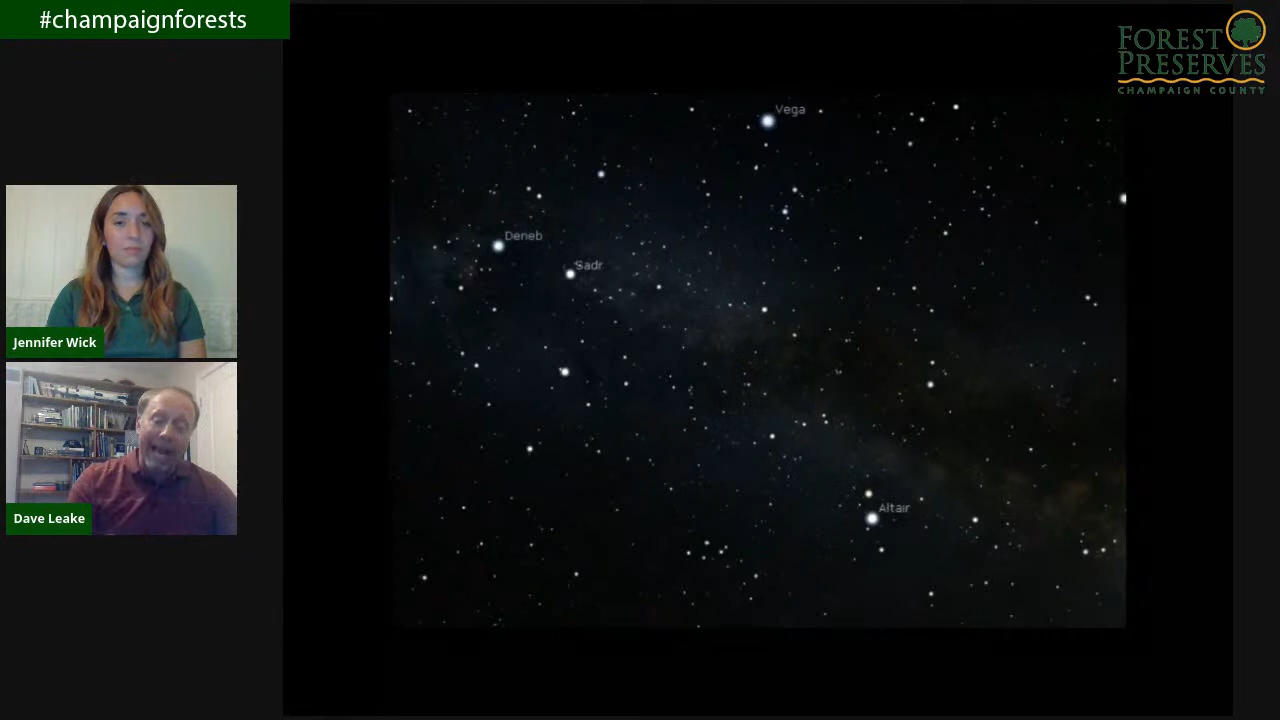 #champaignforests
FOREST
PRESERVES
CHAMPAIGN COUNTY
Vega
Deneb
Sadr
Jennifer Wick
Altair
Dave Leake